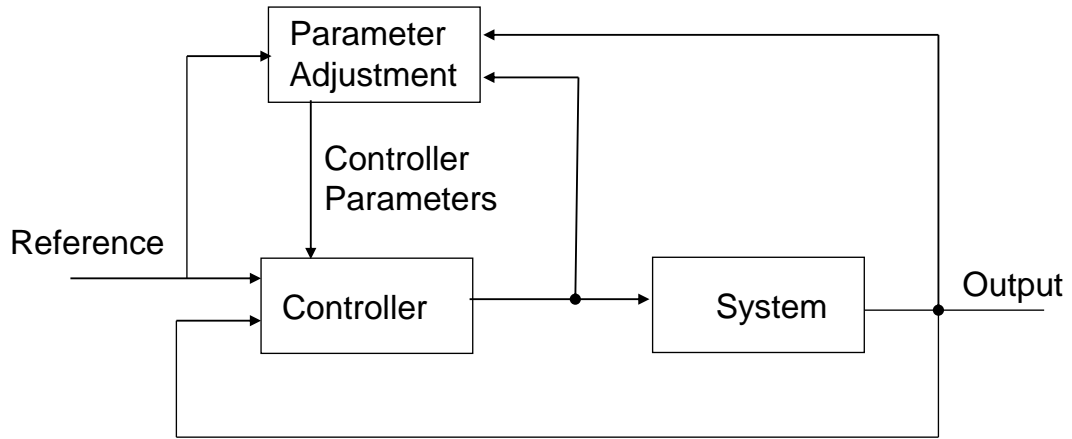 Parameter
Adjustment
Controller
Parameters
Reference
Controller
System
Output